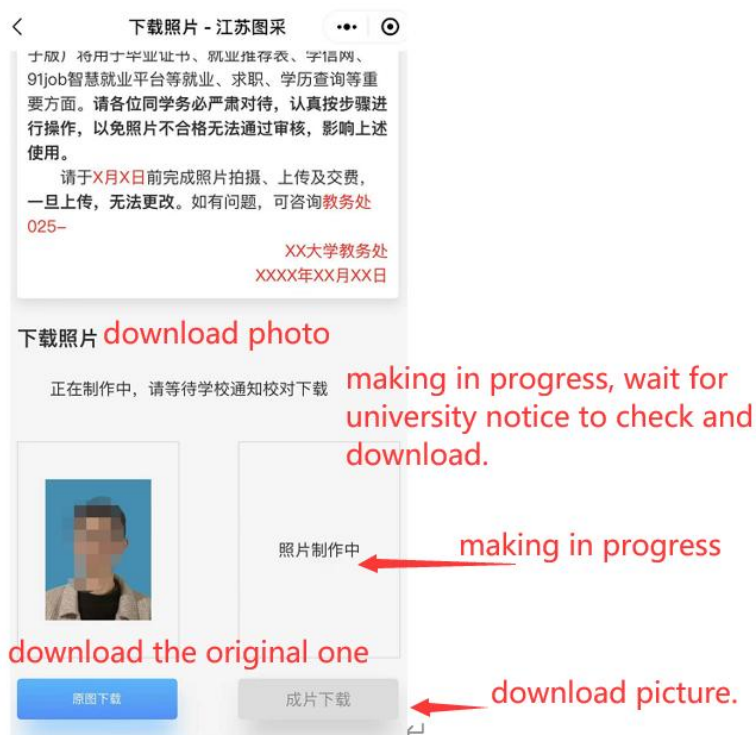 下载照片 - 江苏图采
子版）将用于毕业证书、就业推荐表、学信网、
91job智慧就业平台等就业、求职、学历查询等重
要方面。请各位同学务必严肃对待，认真按步骤进
行操作，以免照片不合格无法通过审核，影响上述
使用。
请于X月X日前完成照片拍摄、上传及交费，
一旦上传，无法更改。如有问题，可咨询教务处
025–
XX大学教务处
XXXX年XX月XX日
下载照片 download photo
正在制作中，请等待学校通知校对下载
making in progress, wait for
university notice to check and
download.
照片制作中
making in progress
download the original one
原图下载
成片下载
download picture.